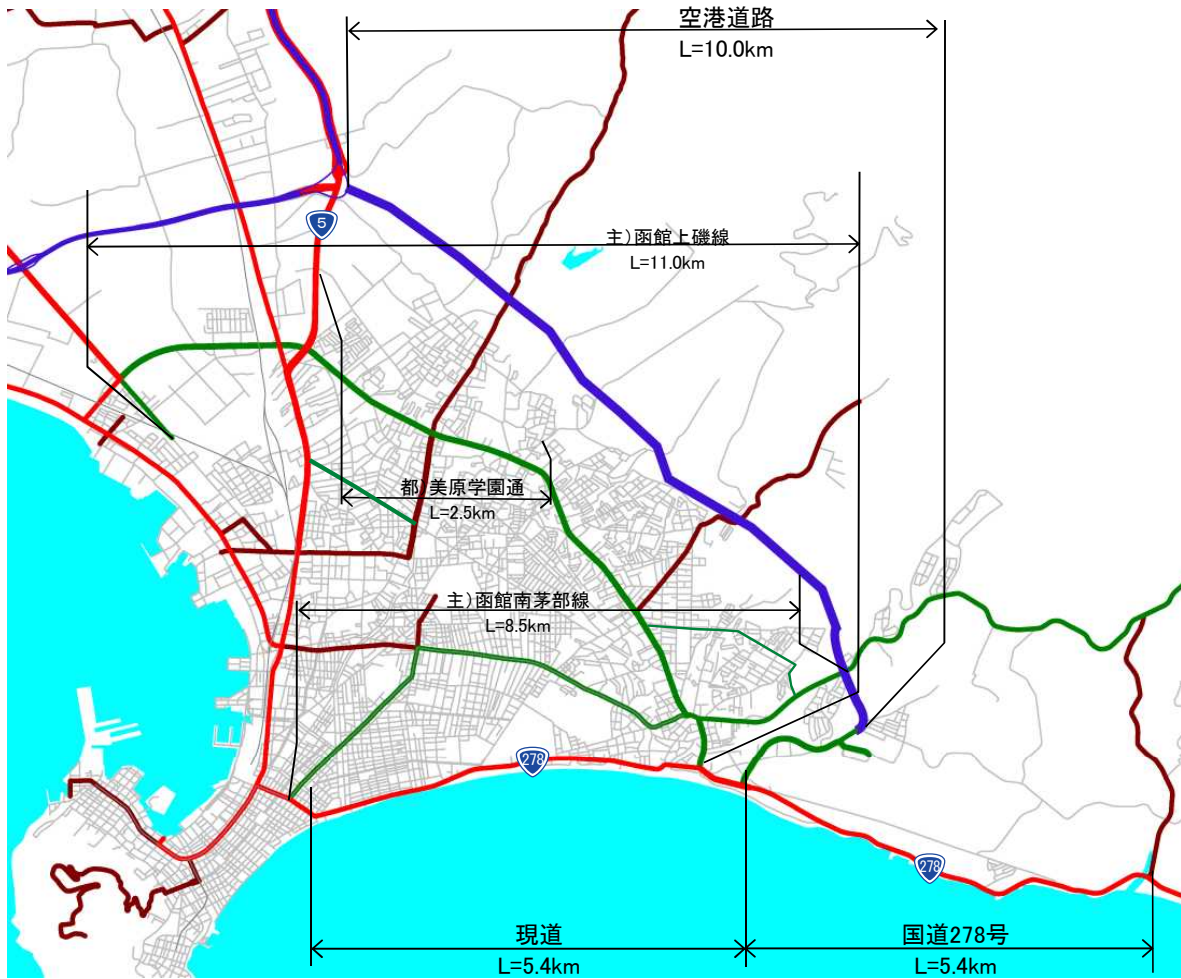 空港道路
L=10.0km
5
主)函館上磯線
L=11.0km
都)美原学園通
L=2.5km
主)函館南茅部線
L=8.5km
278
278
現道
L=5.4km
国道278号
L=5.4km